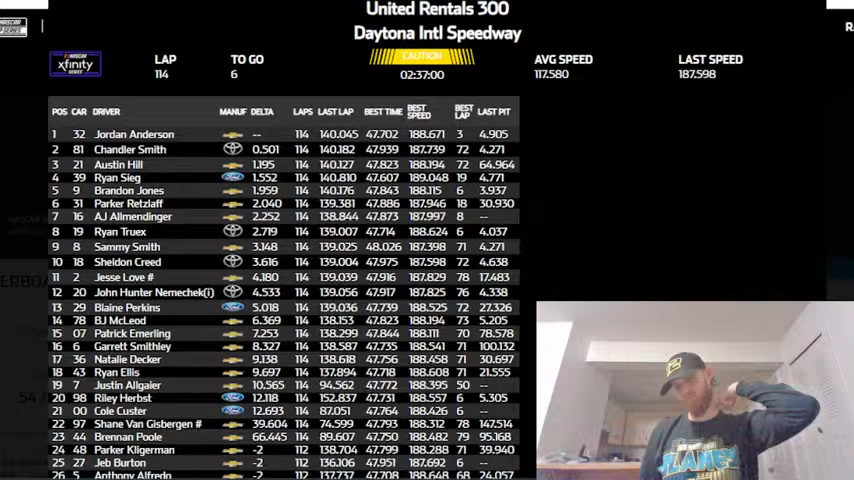 United Rentals 300
Daytona Intl Speedway
NASCAR
xfinity
SERIES
LAP TO GO CAUTION AVG SPEED LAST SPEED
114 6 02:37:00 117.580 187.598
POS CAR DRIVER MANUF DELTA LAPS LAST LAP BEST TIME BEST SPEED BEST LAP LAST PIT
1 32 Jordan Anderson -- 114 140.045 47.702 188.671 3 4.905
2 81 Chandler Smith 0.501 114 140.182 47.939 187.739 72 4.271
3 21 Austin Hill 1.195 114 140.127 47.823 188.194 72 64.964
4 39 Ryan Sieg 1.552 114 140.810 47.607 189.048 19 4.771
5 9 Brandon Jones 1.959 114 140.176 47.843 188.115 6 3.937
6 31 Parker Retzlaff 2.040 114 139.381 47.886 187.946 18 30.930
7 16 AJ Allmendinger 2.252 114 138.844 47.873 187.997 8 --
8 19 Ryan Truex 2.719 114 139.007 47.714 188.624 6 4.037
9 8 Sammy Smith 3.148 114 139.025 48.026 187.398 71 4.271
10 18 Sheldon Creed 3.616 114 139.004 47.975 187.598 72 4.638
11 2 Jesse Love # 4.180 114 139.039 47.916 187.829 78 17.483
12 20 John Hunter Nemechek(i) 4.533 114 139.056 47.917 187.825 76 4.338
13 29 Blaine Perkins 5.018 114 139.036 47.739 188.525 72 27.326
14 78 BJ McLeod 6.369 114 138.153 47.823 188.194 73 5.205
15 07 Patrick Emerling 7.253 114 138.299 47.844 188.111 70 78.578
16 6 Garrett Smithley 8.327 114 138.587 47.735 188.541 71 100.132
17 36 Natalie Decker 9.138 114 138.618 47.756 188.458 71 30.697
18 43 Ryan Ellis 9.697 114 137.894 47.718 188.608 71 21.555
19 7 Justin Allgaier 10.565 114 94.562 47.772 188.395 50 --
20 98 Riley Herbst 12.118 114 152.837 47.731 188.557 6 5.305
21 00 Cole Custer 12.693 114 87.051 47.764 188.426 6 --
22 97 Shane Van Gisbergen # 39.604 114 74.599 47.793 188.312 78 147.514
23 44 Brennan Poole 66.445 114 89.607 47.750 188.482 79 95.168
24 48 Parker Kligerman -2 112 138.704 47.799 188.288 71 39.940
25 27 Jeb Burton -2 112 136.106 47.951 187.692 6 --
26 5 Anthony Alfredo -2 112 137.737 47.708 188.648 68 24.057